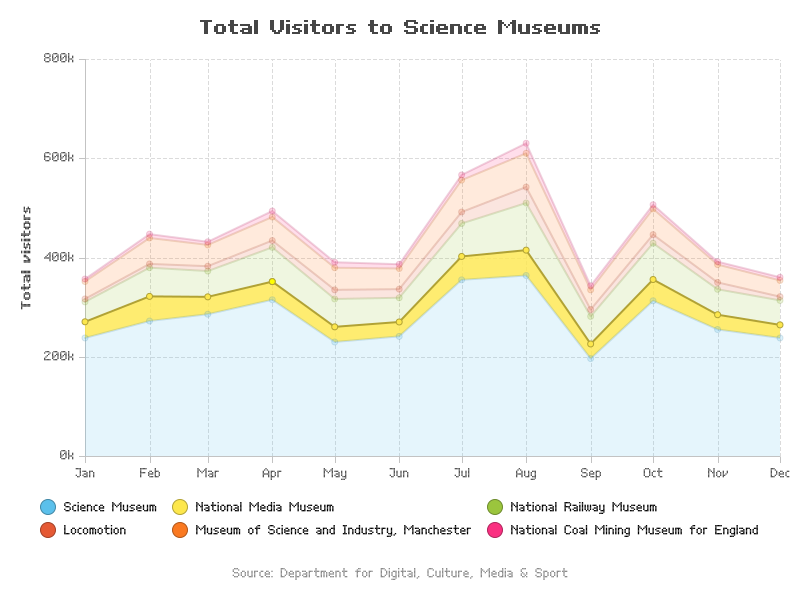 Total Visitors to Science Museums
800k
600k
400k
200k
0k
Total visitors
Jan Feb Mar Apr May Jun Jul Aug Sep Oct Nov Dec
Science Museum National Media Museum National Railway Museum
Locomotion Museum of Science and Industry, Manchester National Coal Mining Museum for England
Source: Department for Digital, Culture, Media & Sport